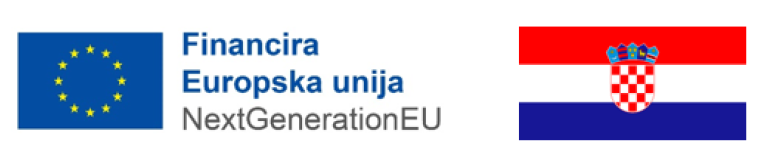 Financira
Europska unija
NextGenerationEU